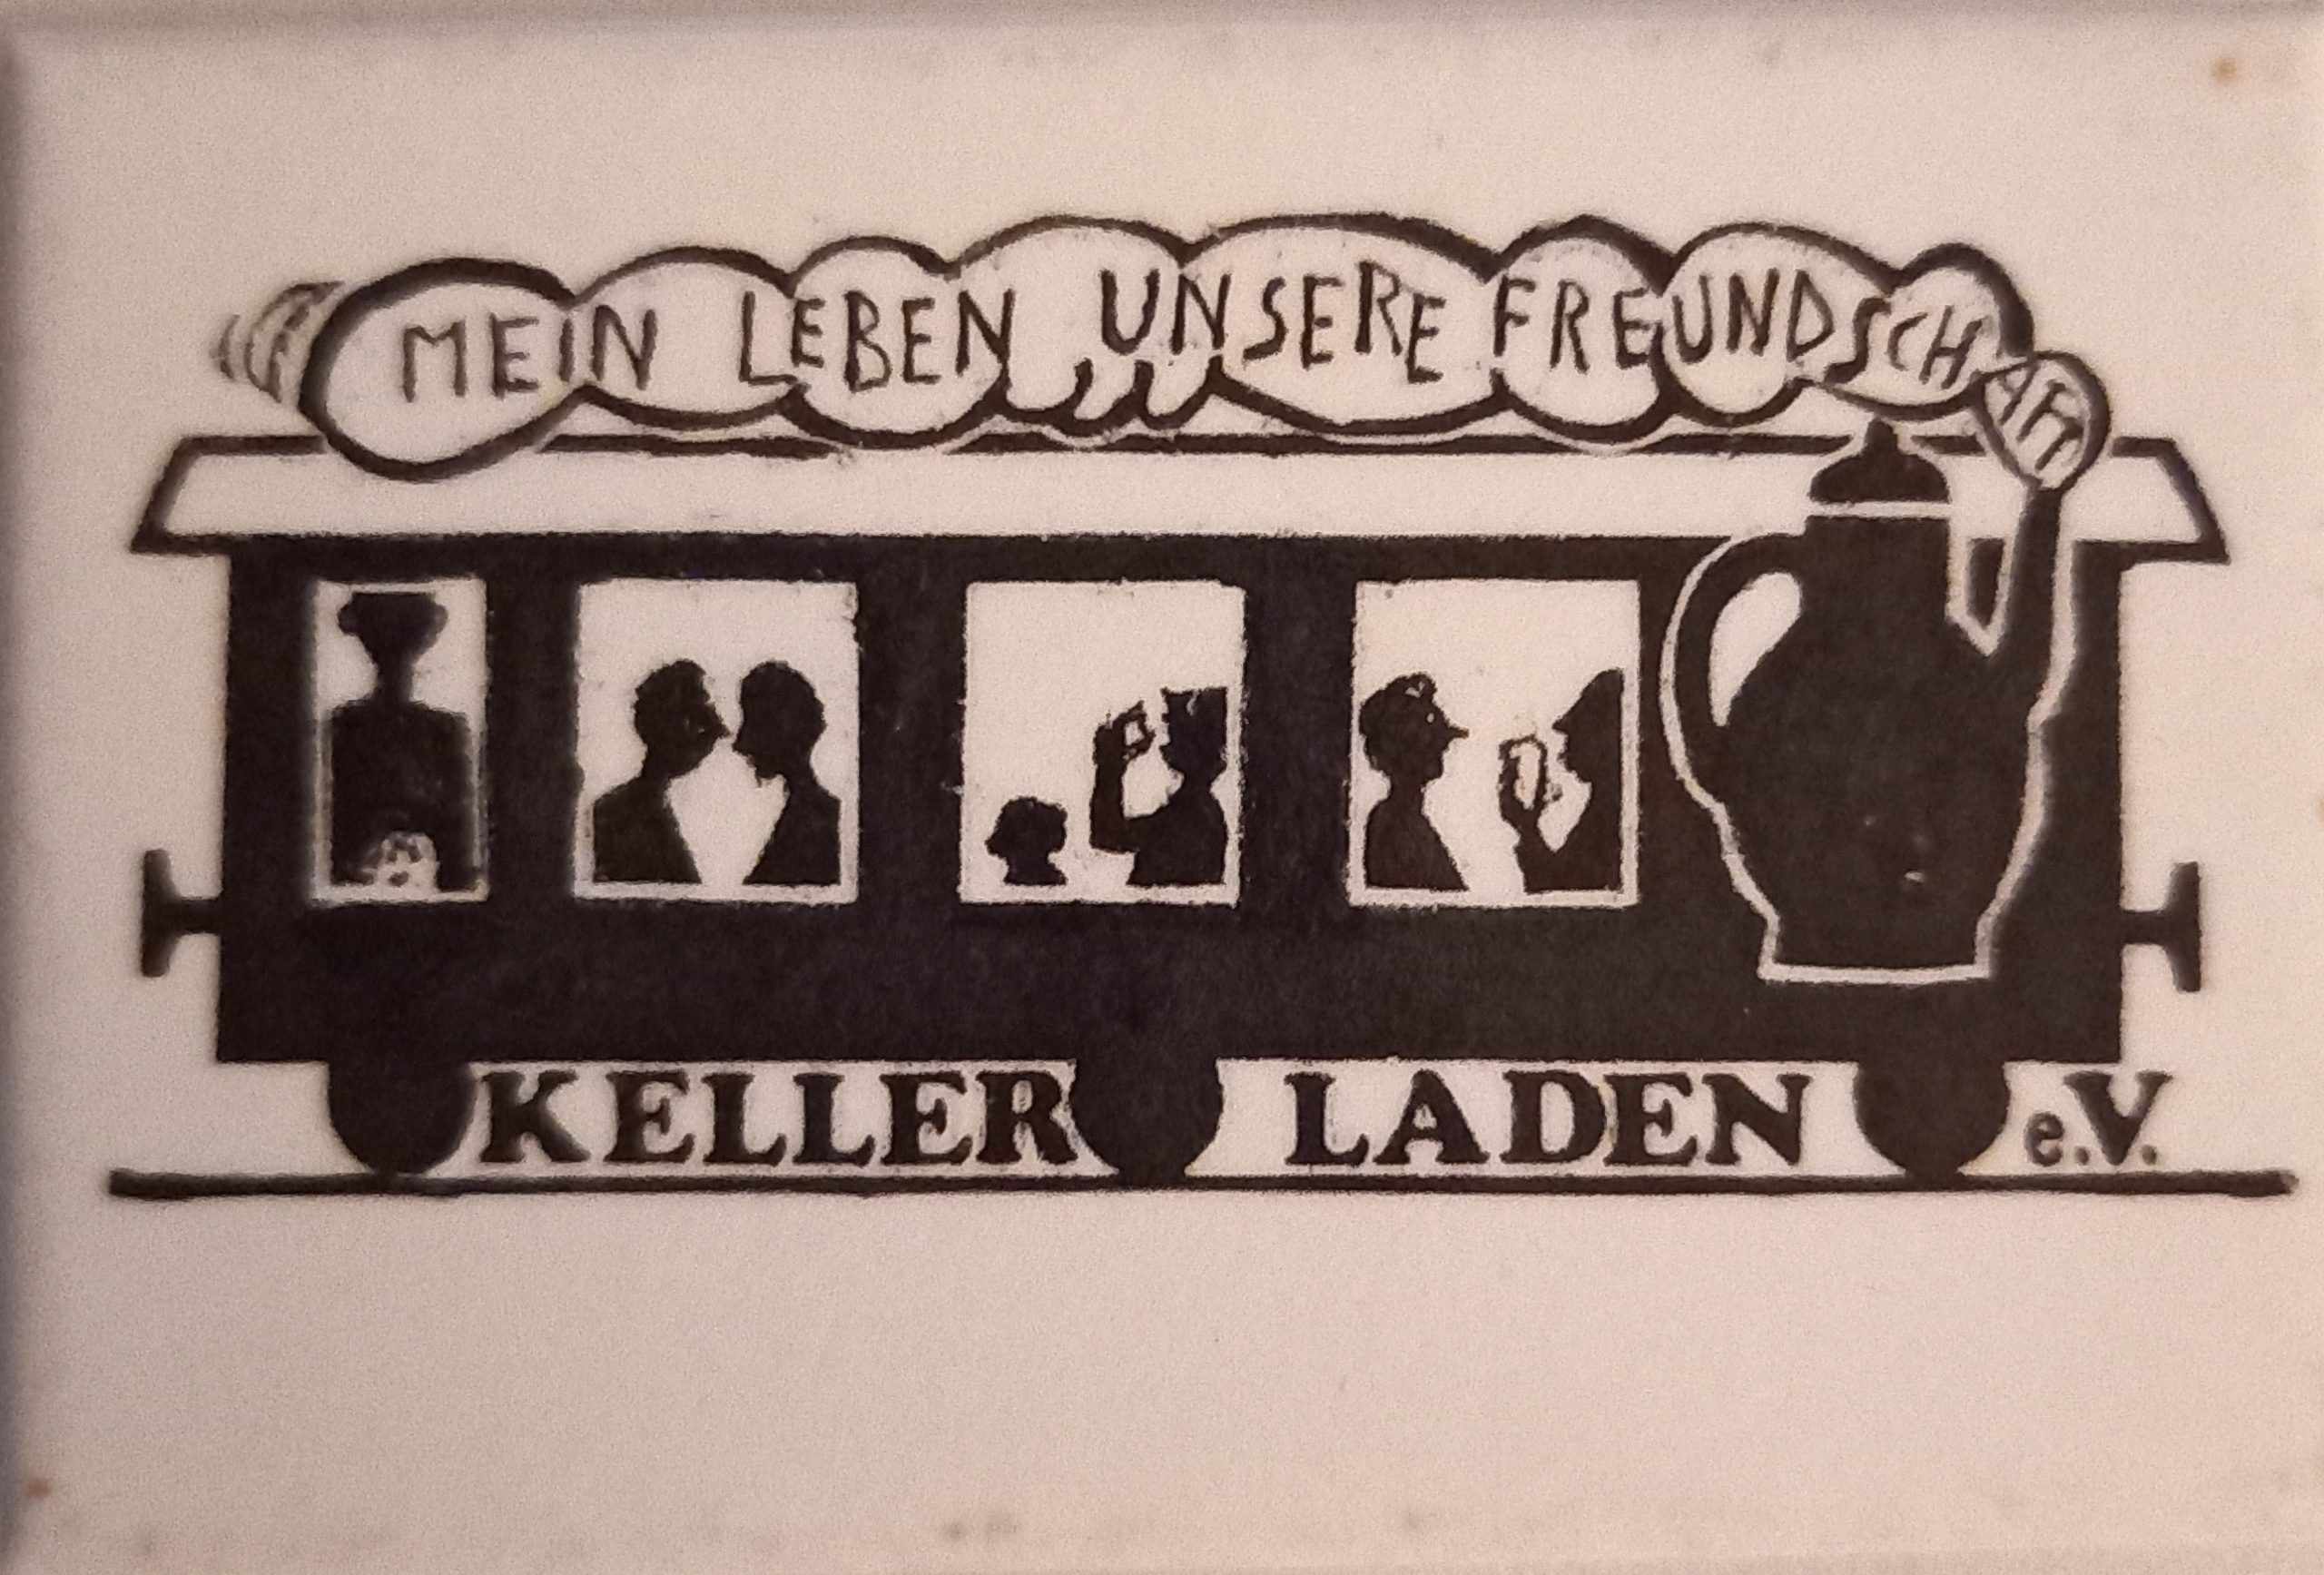 MEIN LEBEN UNSERE FREUNDSCHAFT
KELLER LADEN e.V.